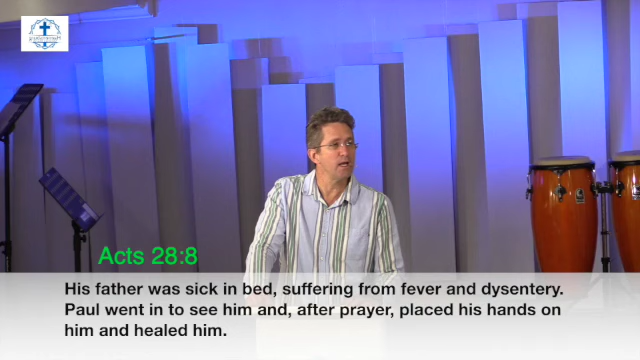 Acts 28:8
His father was sick in bed, suffering from fever and dysentery.
Paul went in to see him and, after prayer, placed his hands on
him and healed him.